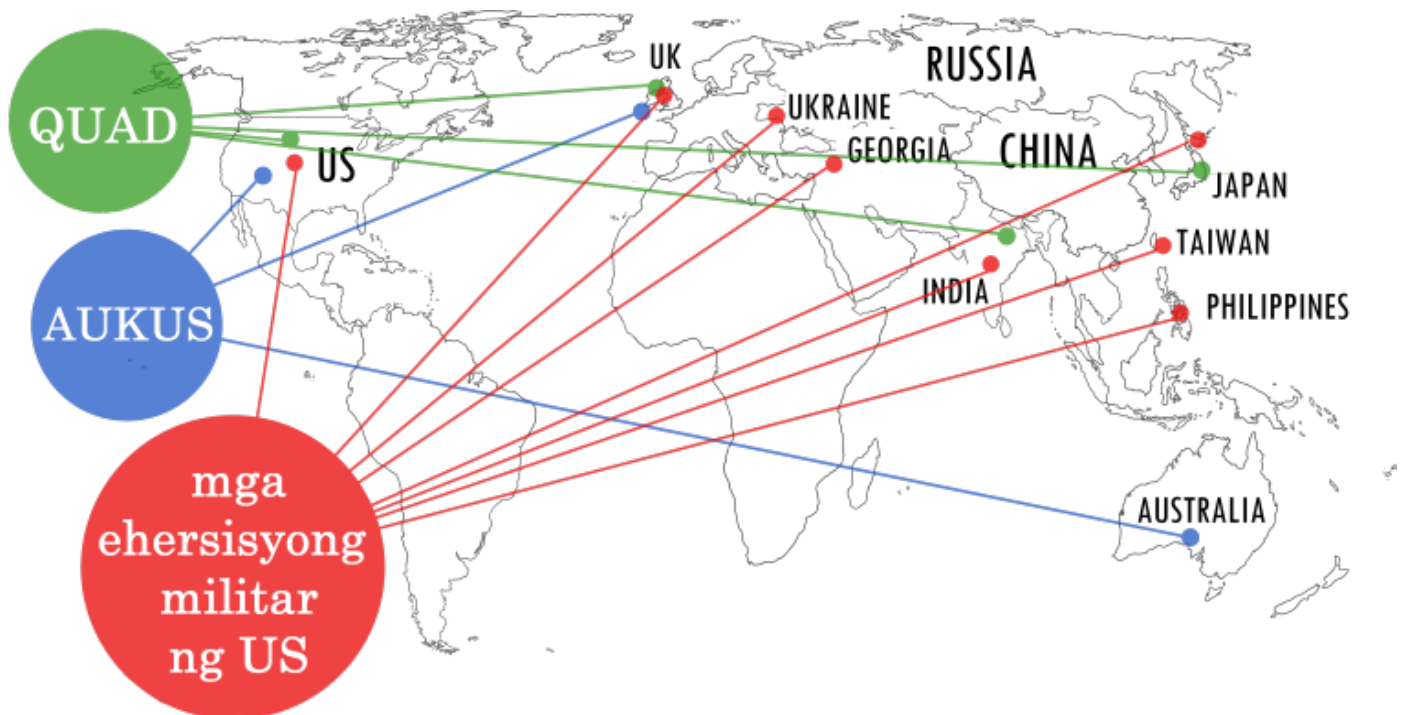 QUAD
AUKUS
mga
ehersisyong
militar
ng US
UK
RUSSIA
UKRAINE
GEORGIA
CHINA
US
JAPAN
TAIWAN
INDIA
PHILIPPINES
AUSTRALIA